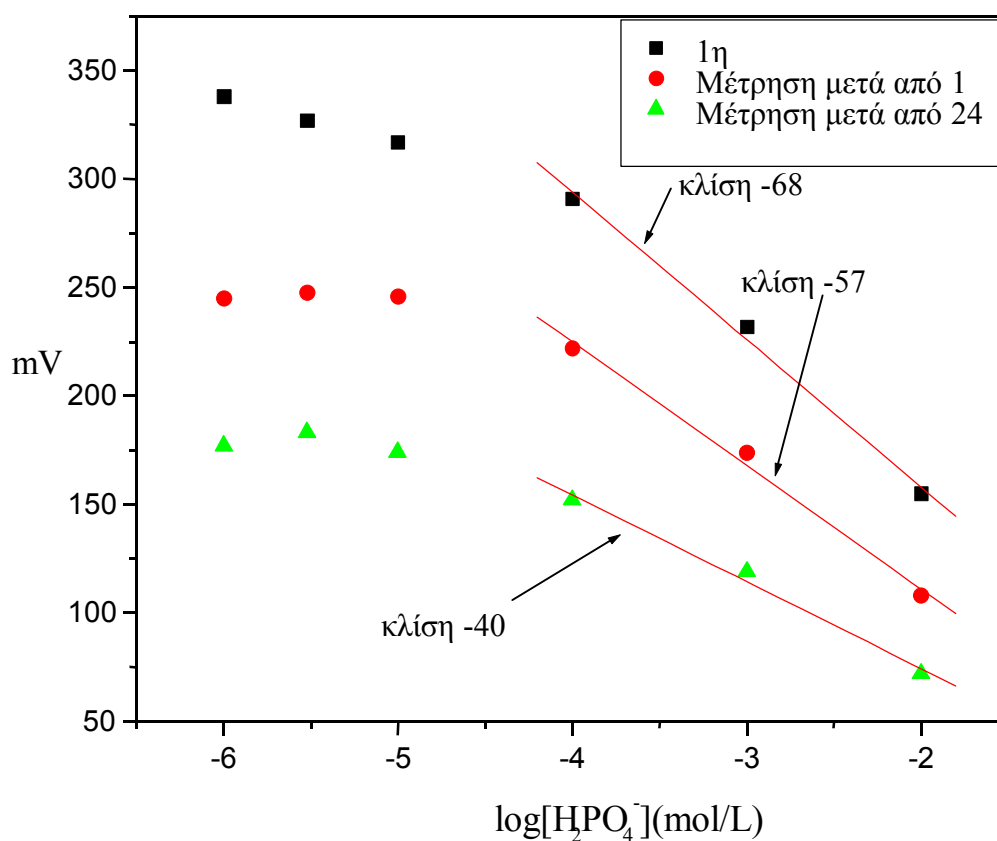 350
300
250
200
150
100
50
mV
1η
Μέτρηση μετά από 1
Μέτρηση μετά από 24
κλίση -68
κλίση -57
κλίση -40
-6 -5 -4 -3 -2
log[H₂PO₄⁻](mol/L)